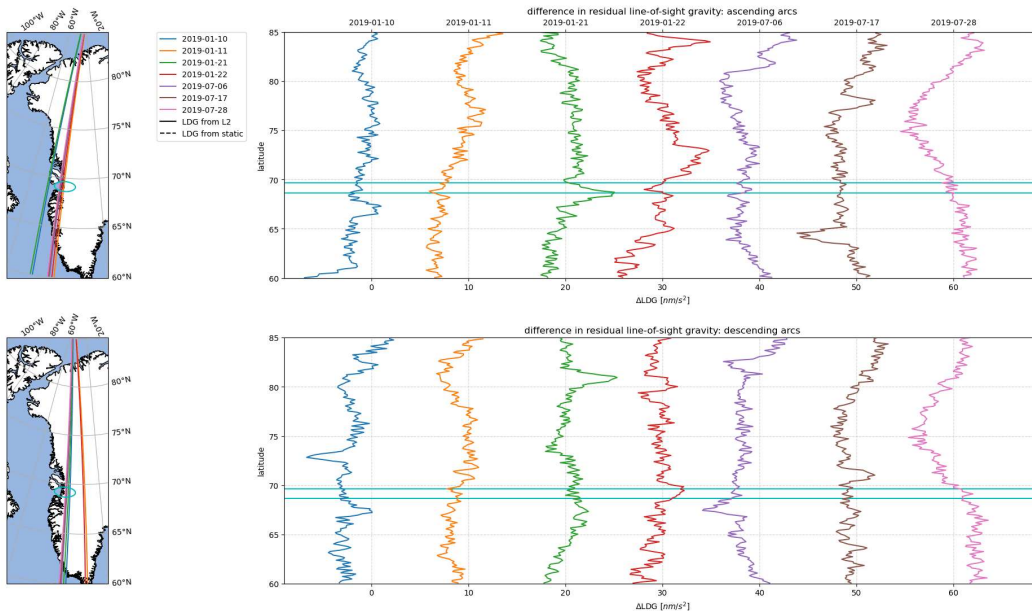 difference in residual line-of-sight gravity: ascending arcs
2019-01-10 2019-01-11 2019-01-21 2019-01-22 2019-07-06 2019-07-17 2019-07-28
100°W 80°W 60°W 20°W
80°N
75°N
70°N
65°N
60°N
2019-01-10
2019-01-11
2019-01-21
2019-01-22
2019-07-06
2019-07-17
2019-07-28
LDG from L2
LDG from static
latitude
85
80
75
70
65
60
0 10 20 30 40 50 60
ΔLDG [nm/s²]
difference in residual line-of-sight gravity: descending arcs
100°W 80°W 60°W 20°W
80°N
75°N
70°N
65°N
60°N
latitude
85
80
75
70
65
60
0 10 20 30 40 50 60
ΔLDG [nm/s²]